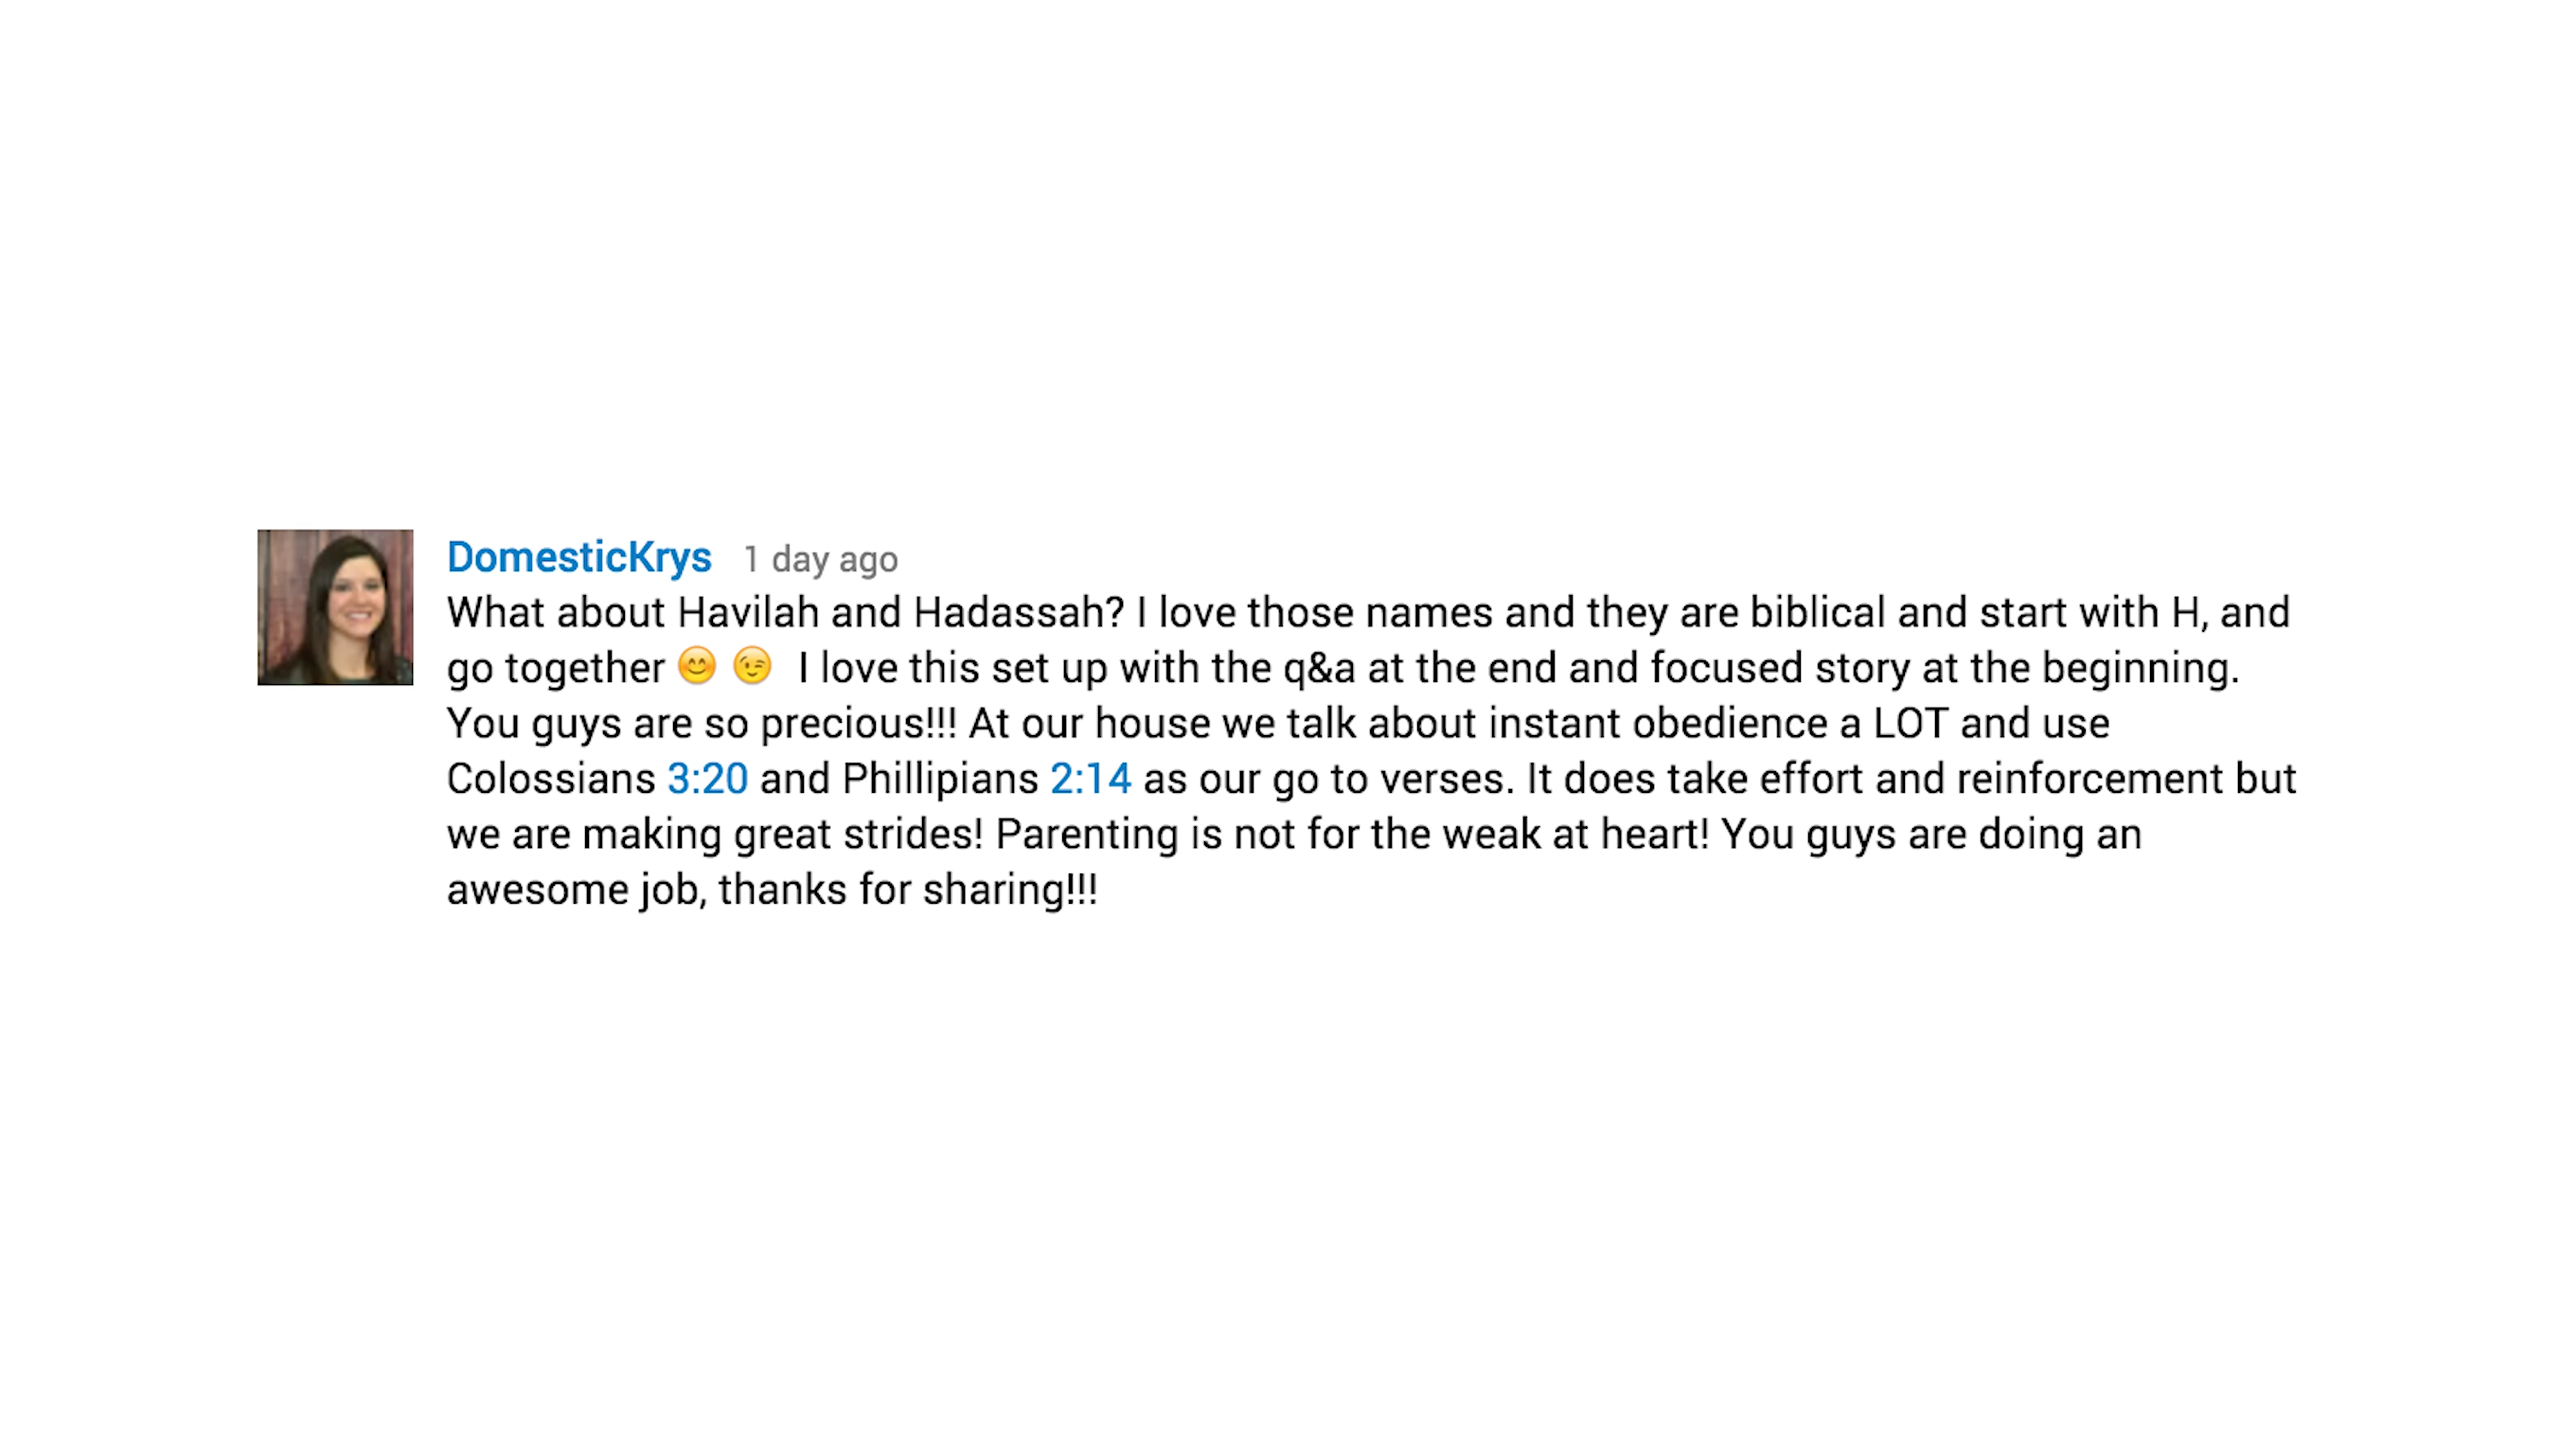 DomesticKrys 1 day ago
What about Havilah and Hadassah? I love those names and they are biblical and start with H, and
go together 😊 😉 I love this set up with the q&a at the end and focused story at the beginning.
You guys are so precious!!! At our house we talk about instant obedience a LOT and use
Colossians 3:20 and Phillipians 2:14 as our go to verses. It does take effort and reinforcement but
we are making great strides! Parenting is not for the weak at heart! You guys are doing an
awesome job, thanks for sharing!!!